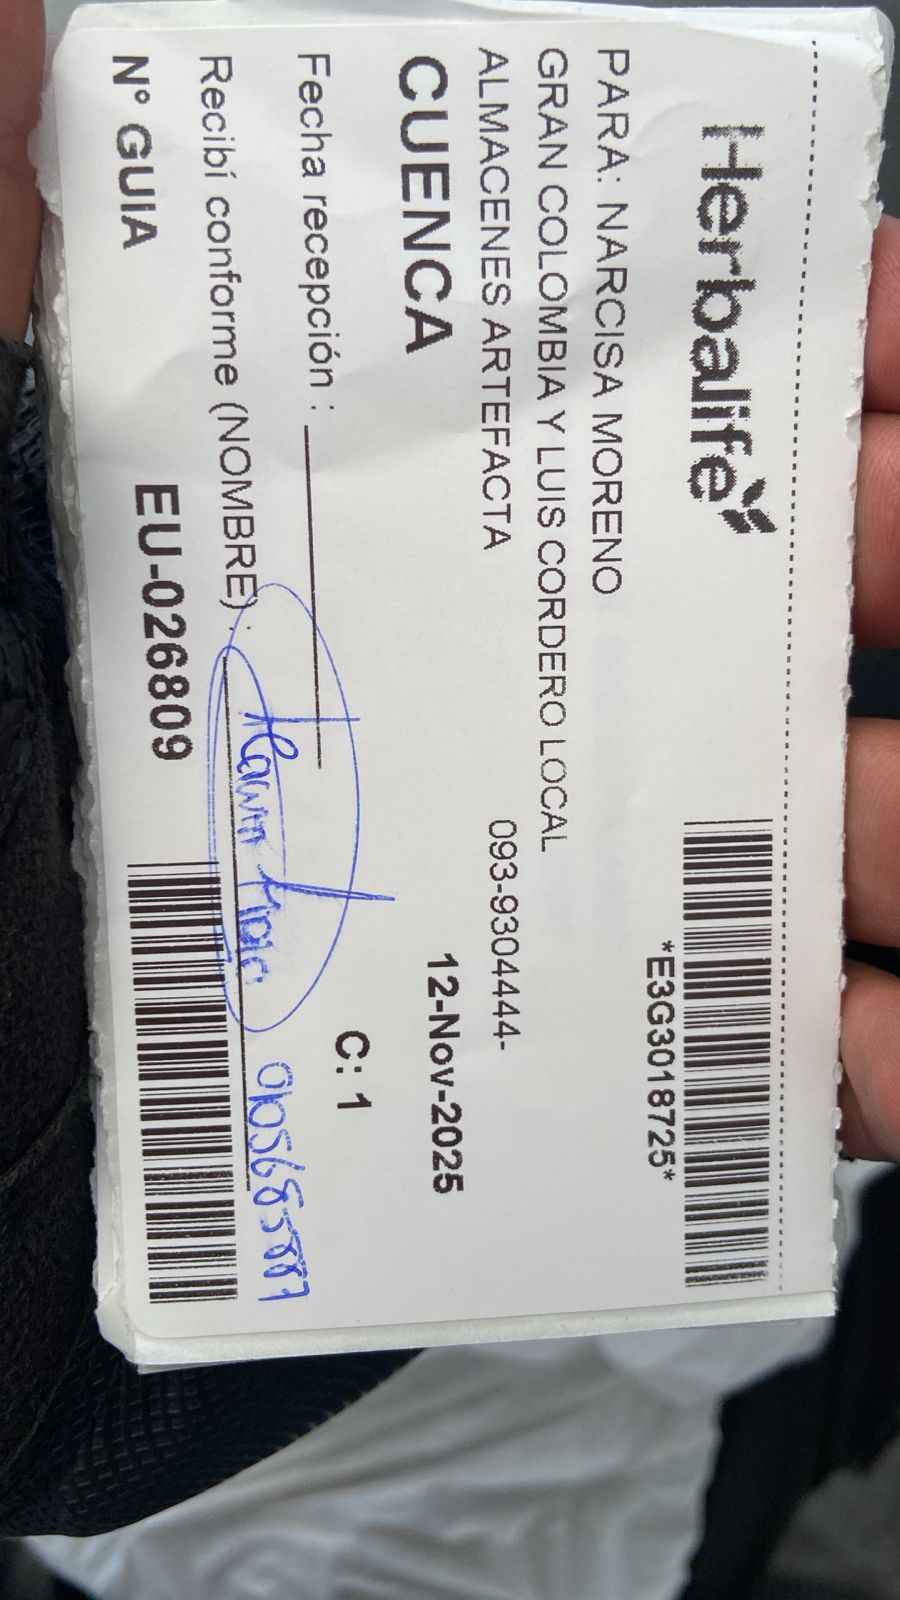 Herbalife
*E3G3018725*
PARA: NARCISA MORENO
GRAN COLOMBIA Y LUIS CORDERO LOCAL
ALMACENES ARTEFACTA 093-9304444-
CUENCA 12-Nov-2025
Fecha recepción : C: 1
Recibí conforme (NOMBRE) : 0105685887
N° GUIA EU-026809